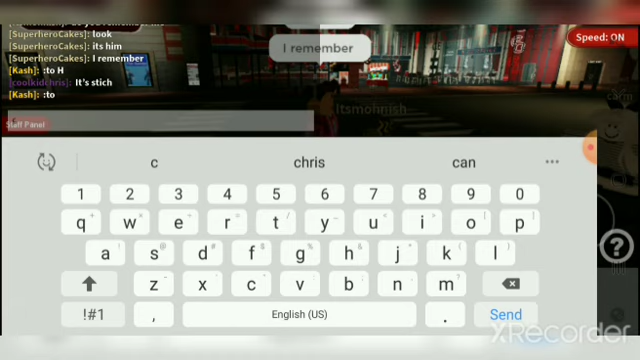 [SuperheroCakes]: look
[SuperheroCakes]: its him
[SuperheroCakes]: I remember
[Kash]: :to H
[coolkidchris]: It's stich
[Kash]: :to
I remember
Speed: ON
Itsmohnish
Staff Panel
c chris can ...
1 2 3 4 5 6 7 8 9 0
q w e r t y u i o p
a s d f g h j k l
z x c v b n m
!#1 , English (US) . Send
?
XRecorder